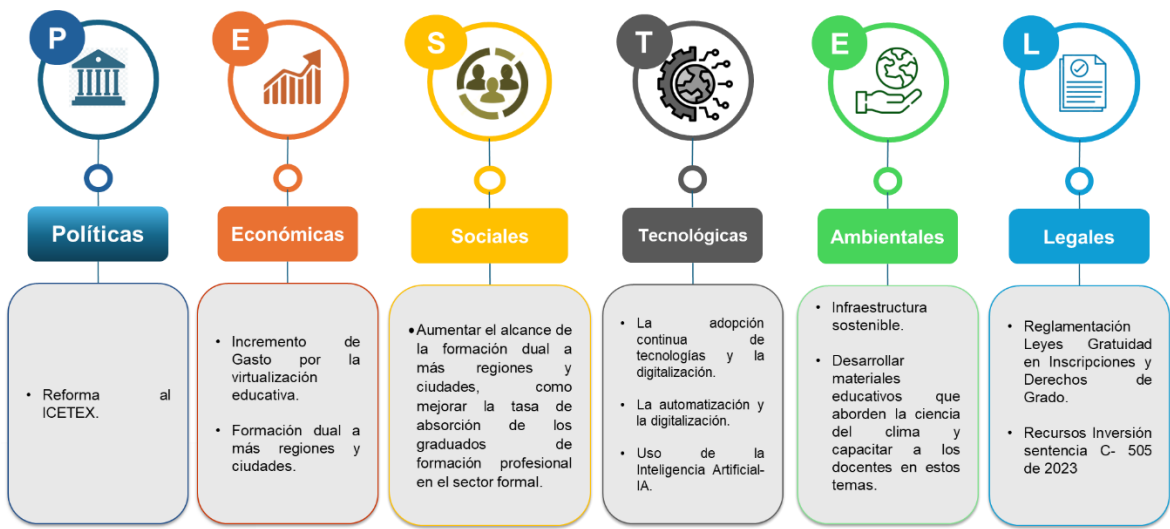 P
Políticas
• Reforma al
ICETEX.
E
Económicas
• Incremento de
Gasto por la
virtualización
educativa.
• Formación dual a
más regiones y
ciudades.
S
Sociales
•Aumentar el alcance de
la formación dual a
más regiones y
ciudades, como
mejorar la tasa de
absorción de los
graduados de
formación profesional
en el sector formal.
T
Tecnológicas
• La adopción
continua de
tecnologías y la
digitalización.
• La automatización y
la digitalización.
• Uso de la
Inteligencia Artificial-
IA.
E
Ambientales
• Infraestructura
sostenible.
• Desarrollar
materiales
educativos que
aborden la ciencia
del clima y
capacitar a los
docentes en estos
temas.
L
Legales
• Reglamentación
Leyes Gratuidad
en Inscripciones y
Derechos de
Grado.
• Recursos Inversión
sentencia C- 505
de 2023